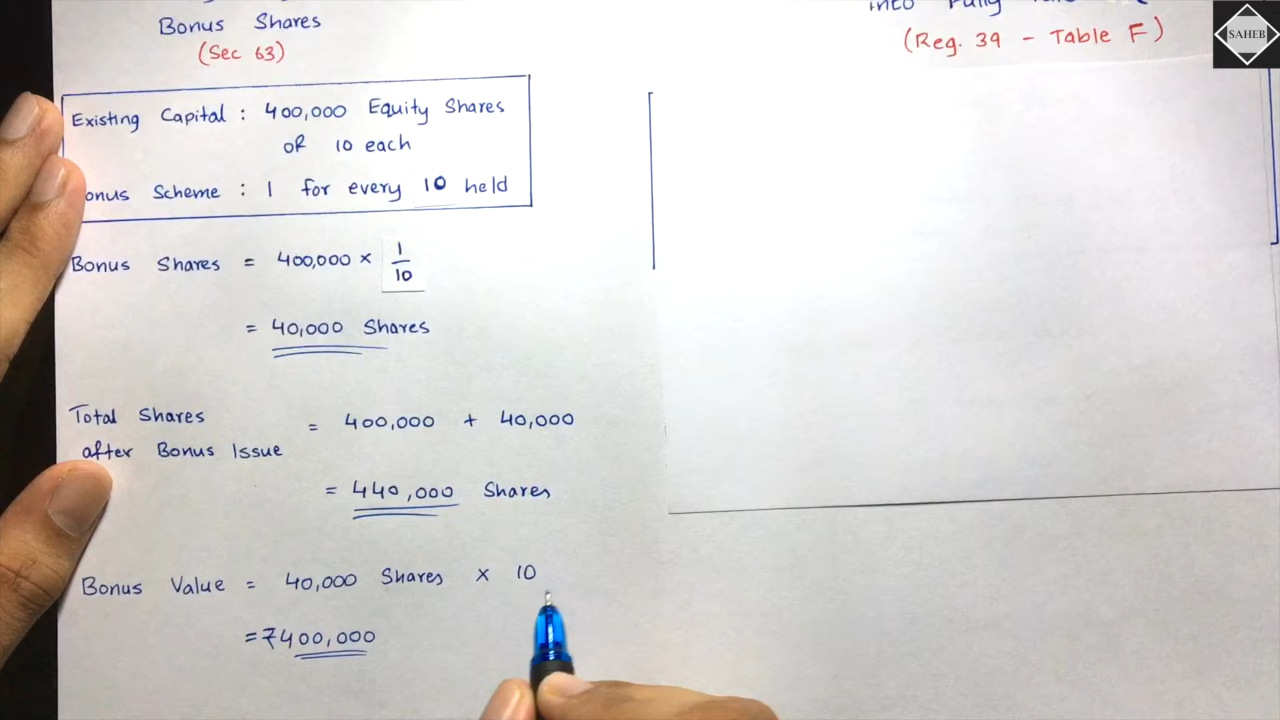 Bonus Shares
(Sec 63)
Existing Capital : 400,000 Equity Shares
of 10 each
onus Scheme : 1 for every 10 held
Bonus Shares = 400,000 × 1/10
= 40,000 Shares
Total Shares
after Bonus Issue = 400,000 + 40,000
= 440,000 Shares
Bonus Value = 40,000 Shares × 10
= ₹400,000
into Fully
(Reg. 39 - Table F)
SAHEB